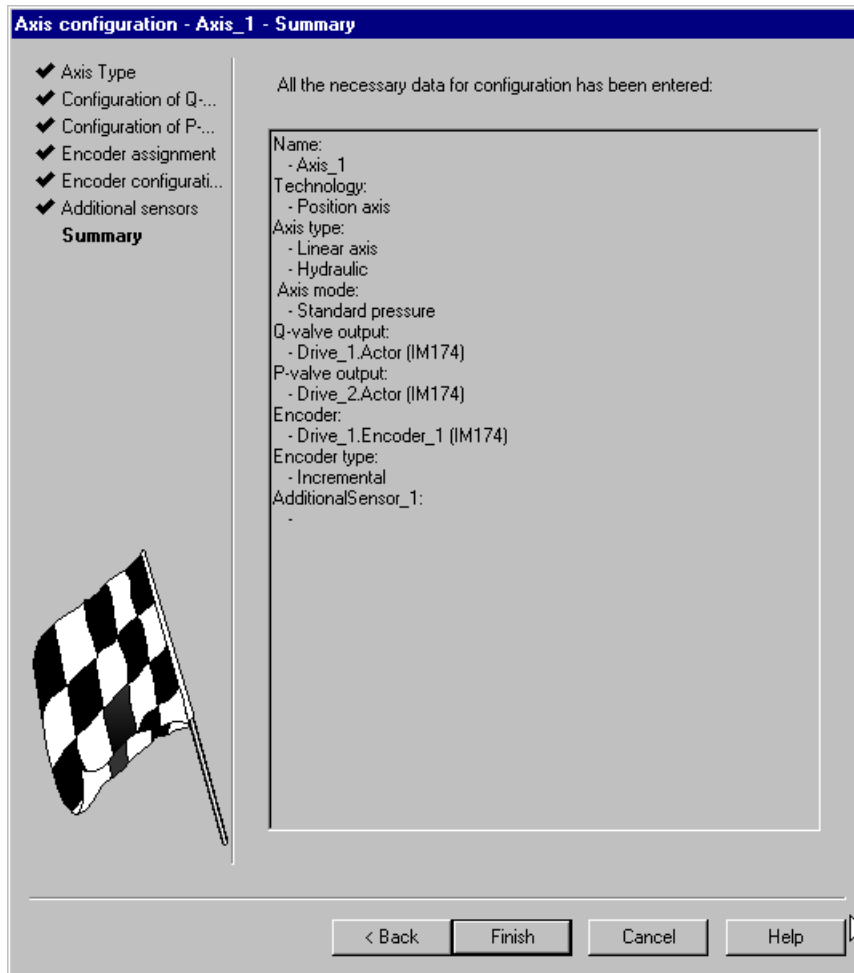 Axis configuration - Axis_1 - Summary
Axis Type
Configuration of Q-...
Configuration of P-...
Encoder assignment
Encoder configurati...
Additional sensors
Summary
All the necessary data for configuration has been entered:
Name:
- Axis_1
Technology:
- Position axis
Axis type:
- Linear axis
- Hydraulic
Axis mode:
- Standard pressure
Q-valve output:
- Drive_1.Actor (IM174)
P-valve output:
- Drive_2.Actor (IM174)
Encoder:
- Drive_1.Encoder_1 (IM174)
Encoder type:
- Incremental
AdditionalSensor_1:
-
< Back
Finish
Cancel
Help